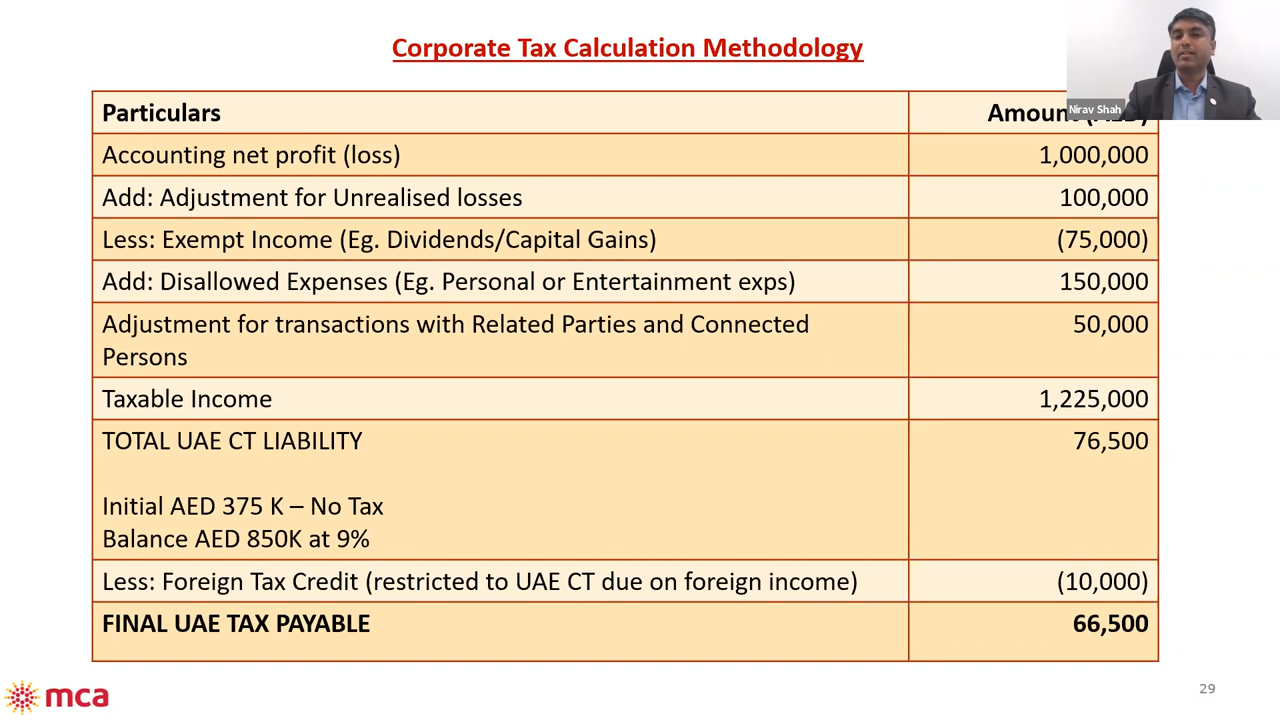 Corporate Tax Calculation Methodology
Nirav Shah
Particulars
Accounting net profit (loss) 1,000,000
Add: Adjustment for Unrealised losses 100,000
Less: Exempt Income (Eg. Dividends/Capital Gains) (75,000)
Add: Disallowed Expenses (Eg. Personal or Entertainment exps) 150,000
Adjustment for transactions with Related Parties and Connected 50,000
Persons
Taxable Income 1,225,000
TOTAL UAE CT LIABILITY 76,500
Initial AED 375 K – No Tax
Balance AED 850K at 9%
Less: Foreign Tax Credit (restricted to UAE CT due on foreign income) (10,000)
FINAL UAE TAX PAYABLE 66,500
mca
29